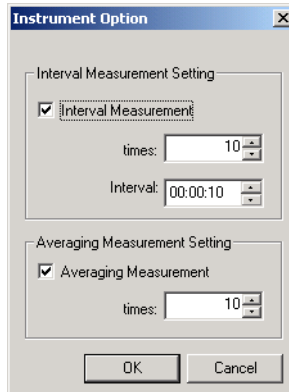 Instrument Option
Interval Measurement Setting
Interval Measurement
times: 10
Interval: 00:00:10
Averaging Measurement Setting
Averaging Measurement
times: 10
OK Cancel